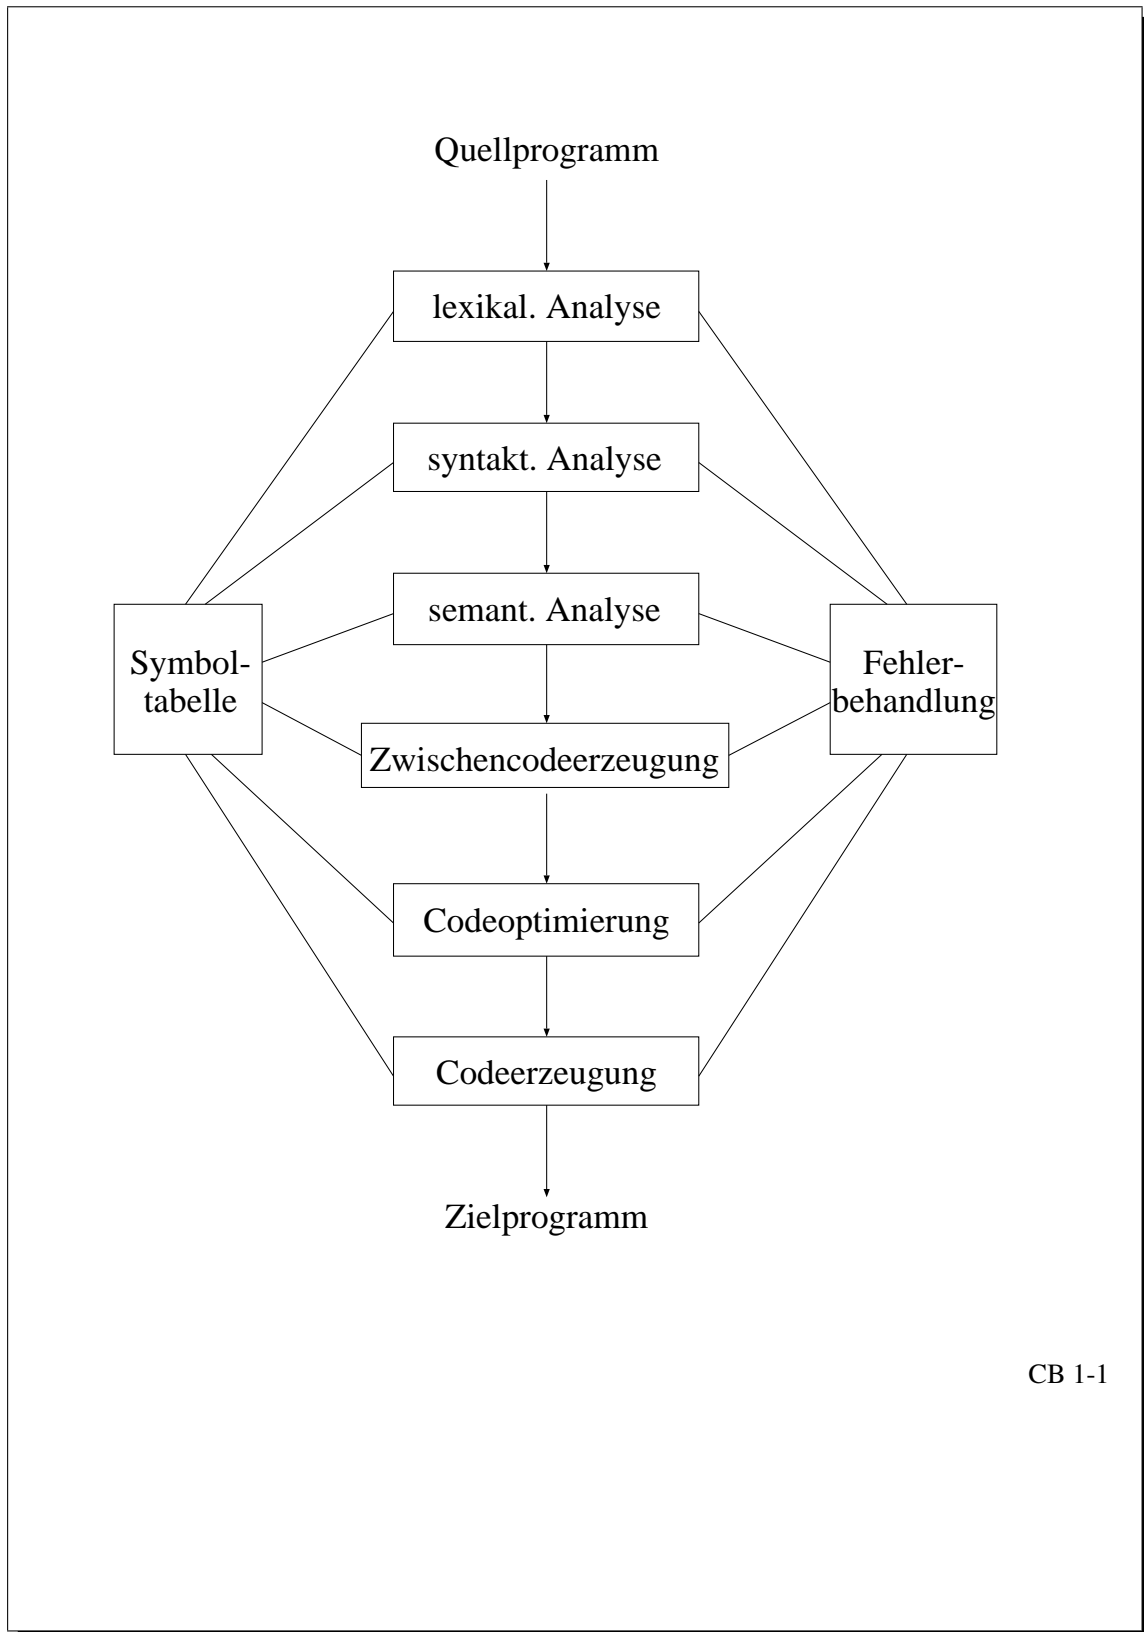 Quellprogramm
lexikal. Analyse
syntakt. Analyse
semant. Analyse
Symbol-
tabelle
Fehler-
behandlung
Zwischencodeerzeugung
Codeoptimierung
Codeerzeugung
Zielprogramm
CB 1-1